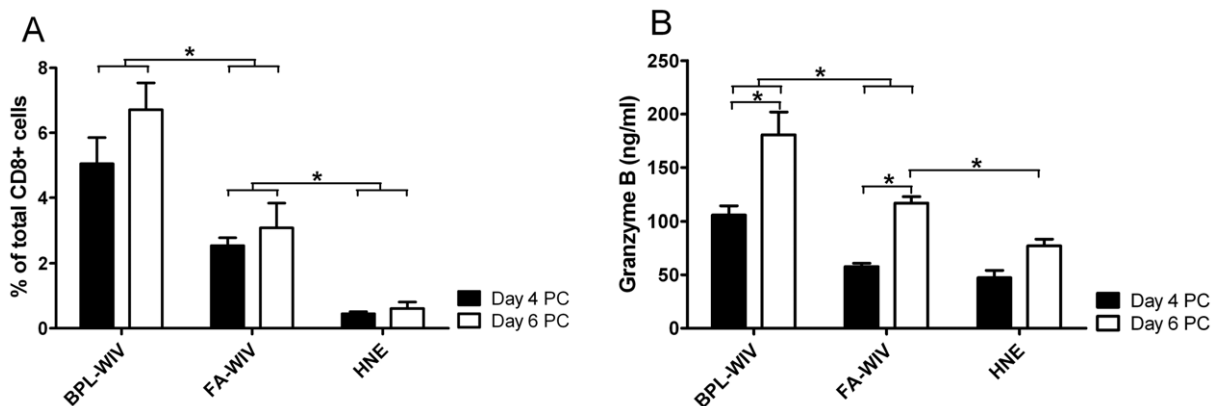 A
% of total CD8+ cells
8
6
4
2
0
*
*
BPL-WIV
FA-WIV
HNE
Day 4 PC
Day 6 PC
B
Granzyme B (ng/ml)
250
200
150
100
50
0
*
*
*
*
BPL-WIV
FA-WIV
HNE
Day 4 PC
Day 6 PC